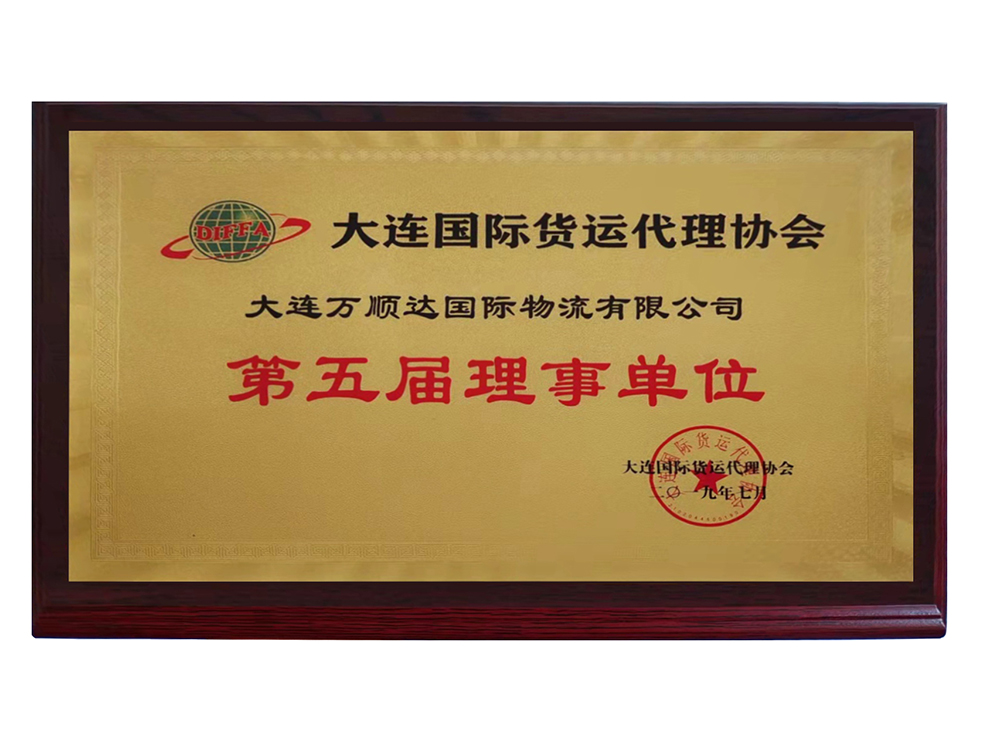 DIFFA 大连国际货运代理协会
大连万顺达国际物流有限公司
第五届理事单位
大连国际货运代理协会
二〇一九年七月